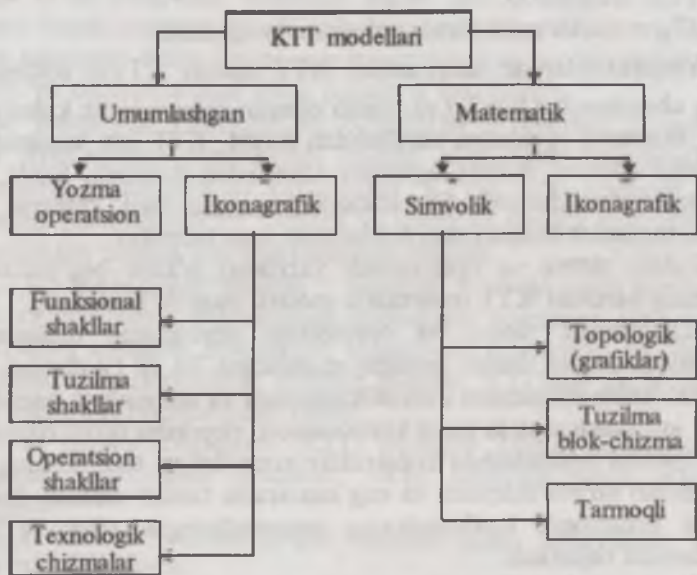 KTT modellari
Umumlashgan
Matematik
Yozma
operatsion
Ikonagrafik
Simvolik
Ikonagrafik
Funksional
shakllar
Tuzilma
shakllar
Operatsion
shakllar
Texnologik
chizmalar
Topologik
(grafiklar)
Tuzilma
blok-chizma
Tarmoqli